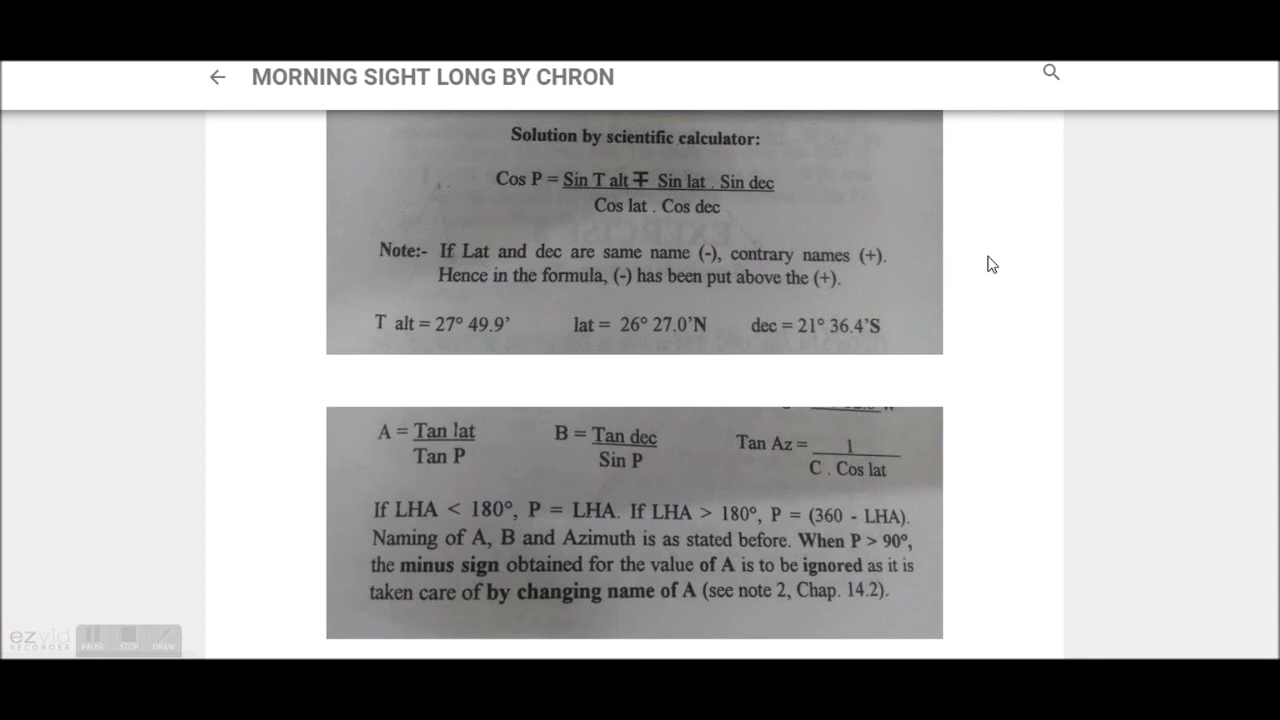 MORNING SIGHT LONG BY CHRON
Solution by scientific calculator:
Cos P = Sin T alt ∓ Sin lat . Sin dec
Cos lat . Cos dec
Note:- If Lat and dec are same name (-), contrary names (+).
Hence in the formula, (-) has been put above the (+).
T alt = 27° 49.9' lat = 26° 27.0'N dec = 21° 36.4'S
A = Tan lat B = Tan dec Tan Az = 1
Tan P Sin P C . Cos lat
If LHA < 180°, P = LHA. If LHA > 180°, P = (360 - LHA).
Naming of A, B and Azimuth is as stated before. When P > 90°,
the minus sign obtained for the value of A is to be ignored as it is
taken care of by changing name of A (see note 2, Chap. 14.2).
ezvid
RECORDER
PAUSE STOP DRAW